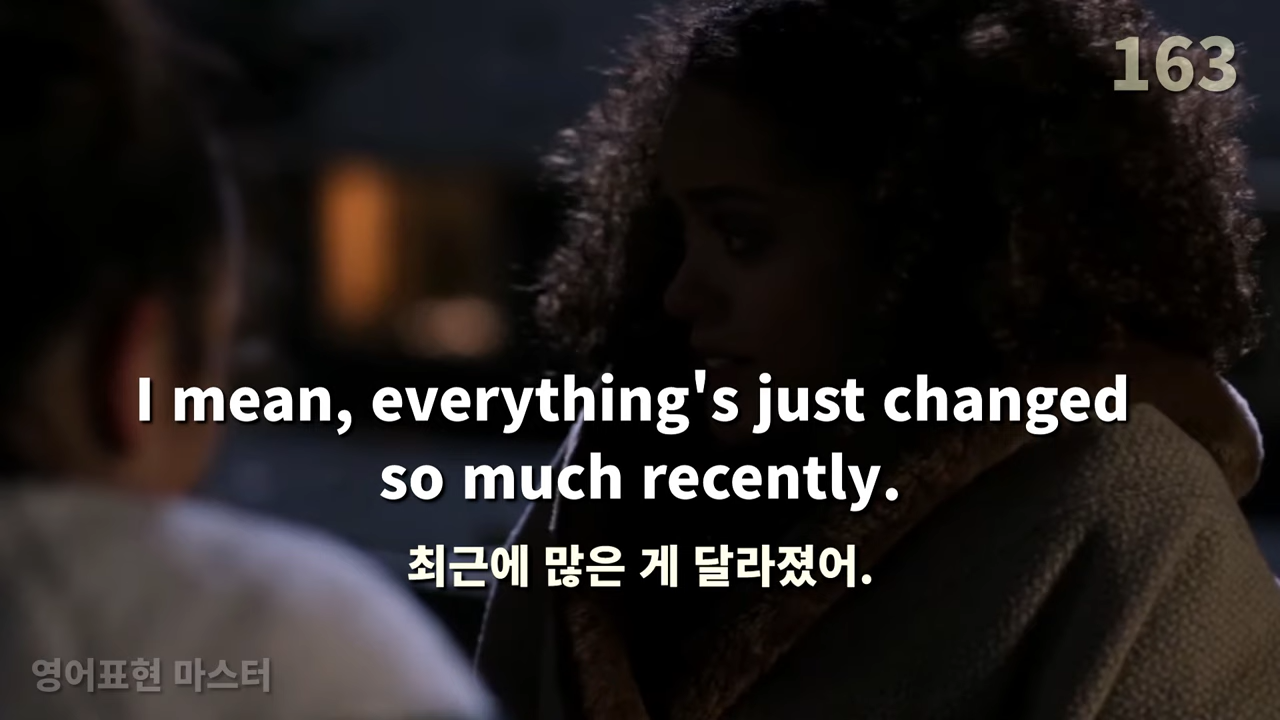 163
I mean, everything's just changed
so much recently.
최근에 많은 게 달라졌어.
영어표현 마스터